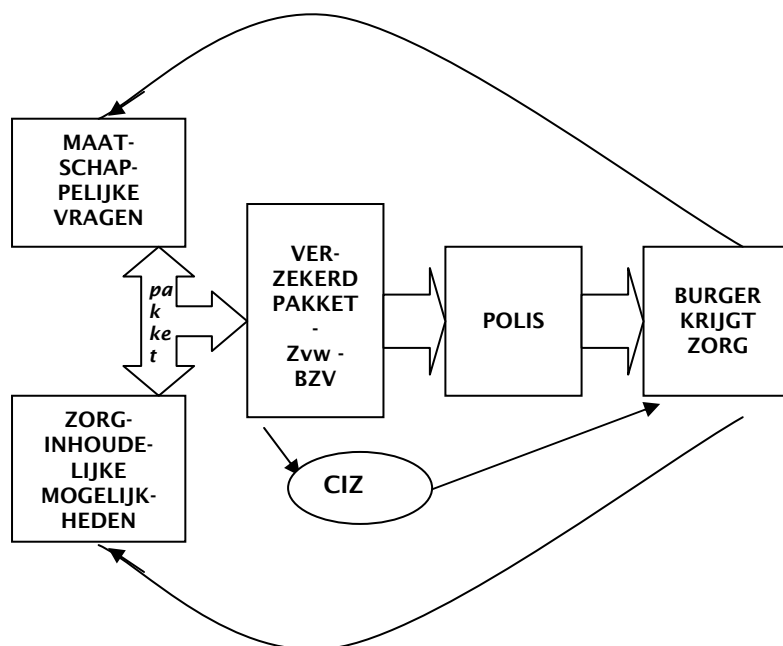 MAAT-
SCHAP-
PELIJKE
VRAGEN
pa
k
ket
t
VER-
ZEKERD
PAKKET
-
Zvw -
BZV
POLIS
BURGER
KRIJGT
ZORG
ZORG-
INHOUDE-
LIJKE
MOGELIJK-
HEDEN
CIZ